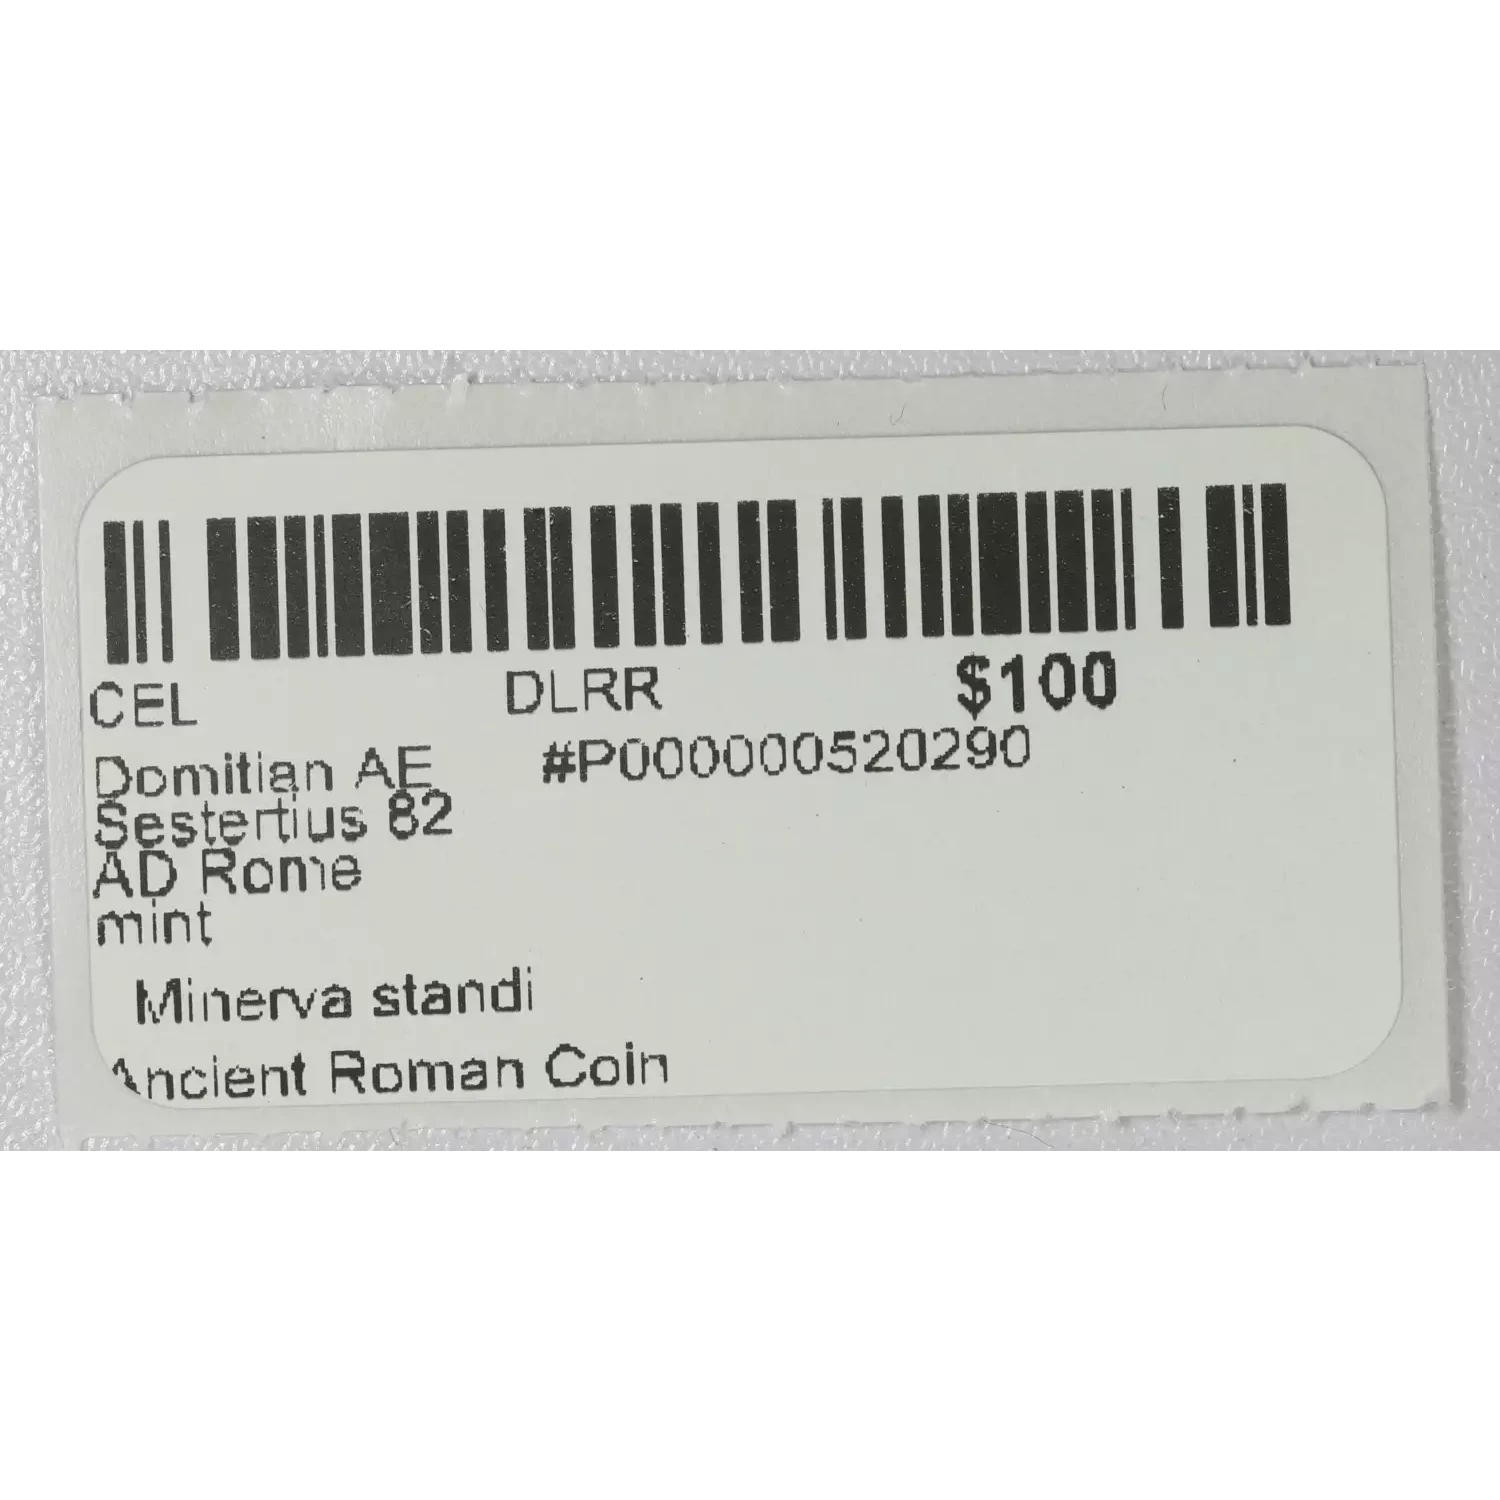 CEL DLRR $100
Domitian AE #P000000520290
Sestertius 82
AD Rome
mint
Minerva standi
Ancient Roman Coin